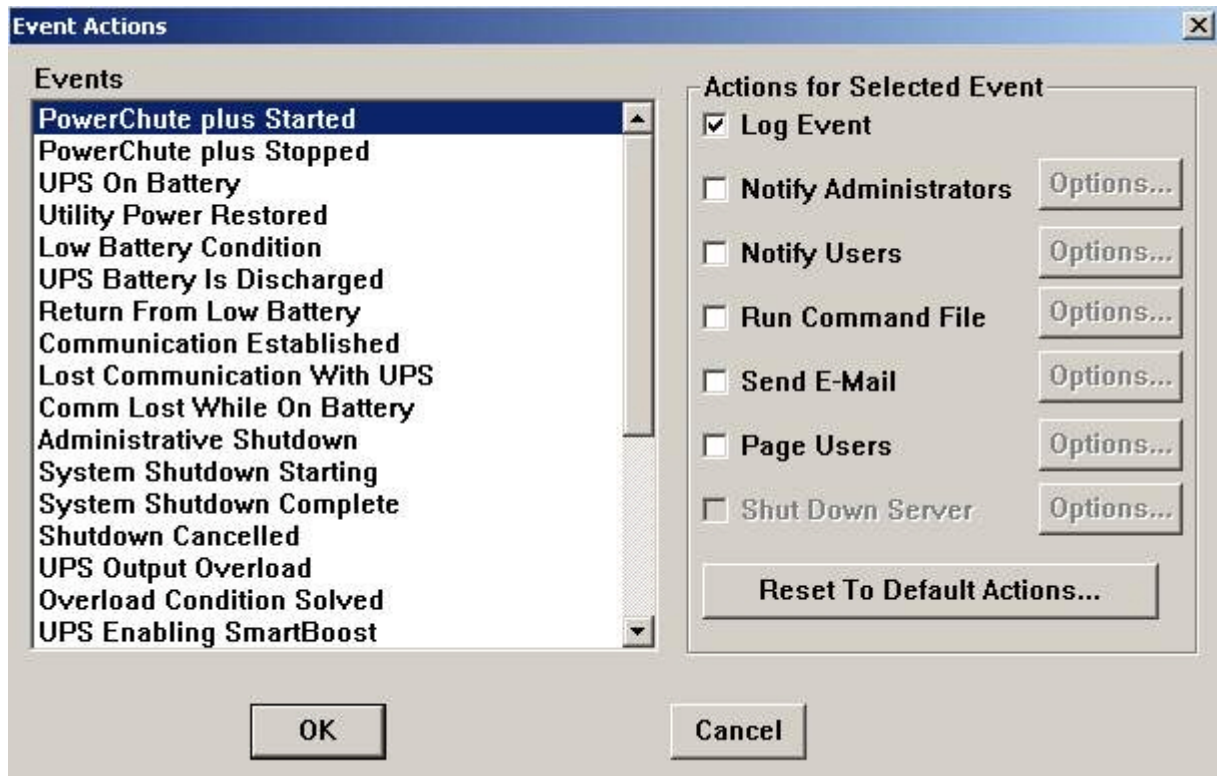 Event Actions
Events
PowerChute plus Started
PowerChute plus Stopped
UPS On Battery
Utility Power Restored
Low Battery Condition
UPS Battery Is Discharged
Return From Low Battery
Communication Established
Lost Communication With UPS
Comm Lost While On Battery
Administrative Shutdown
System Shutdown Starting
System Shutdown Complete
Shutdown Cancelled
UPS Output Overload
Overload Condition Solved
UPS Enabling SmartBoost
Actions for Selected Event
Log Event
Notify Administrators Options...
Notify Users Options...
Run Command File Options...
Send E-Mail Options...
Page Users Options...
Shut Down Server Options...
Reset To Default Actions...
OK Cancel